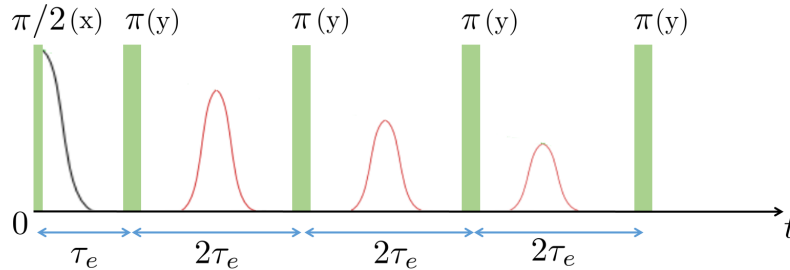 π/2(x) π(y) π(y) π(y) π(y)
0 t
τ_e 2τ_e 2τ_e 2τ_e